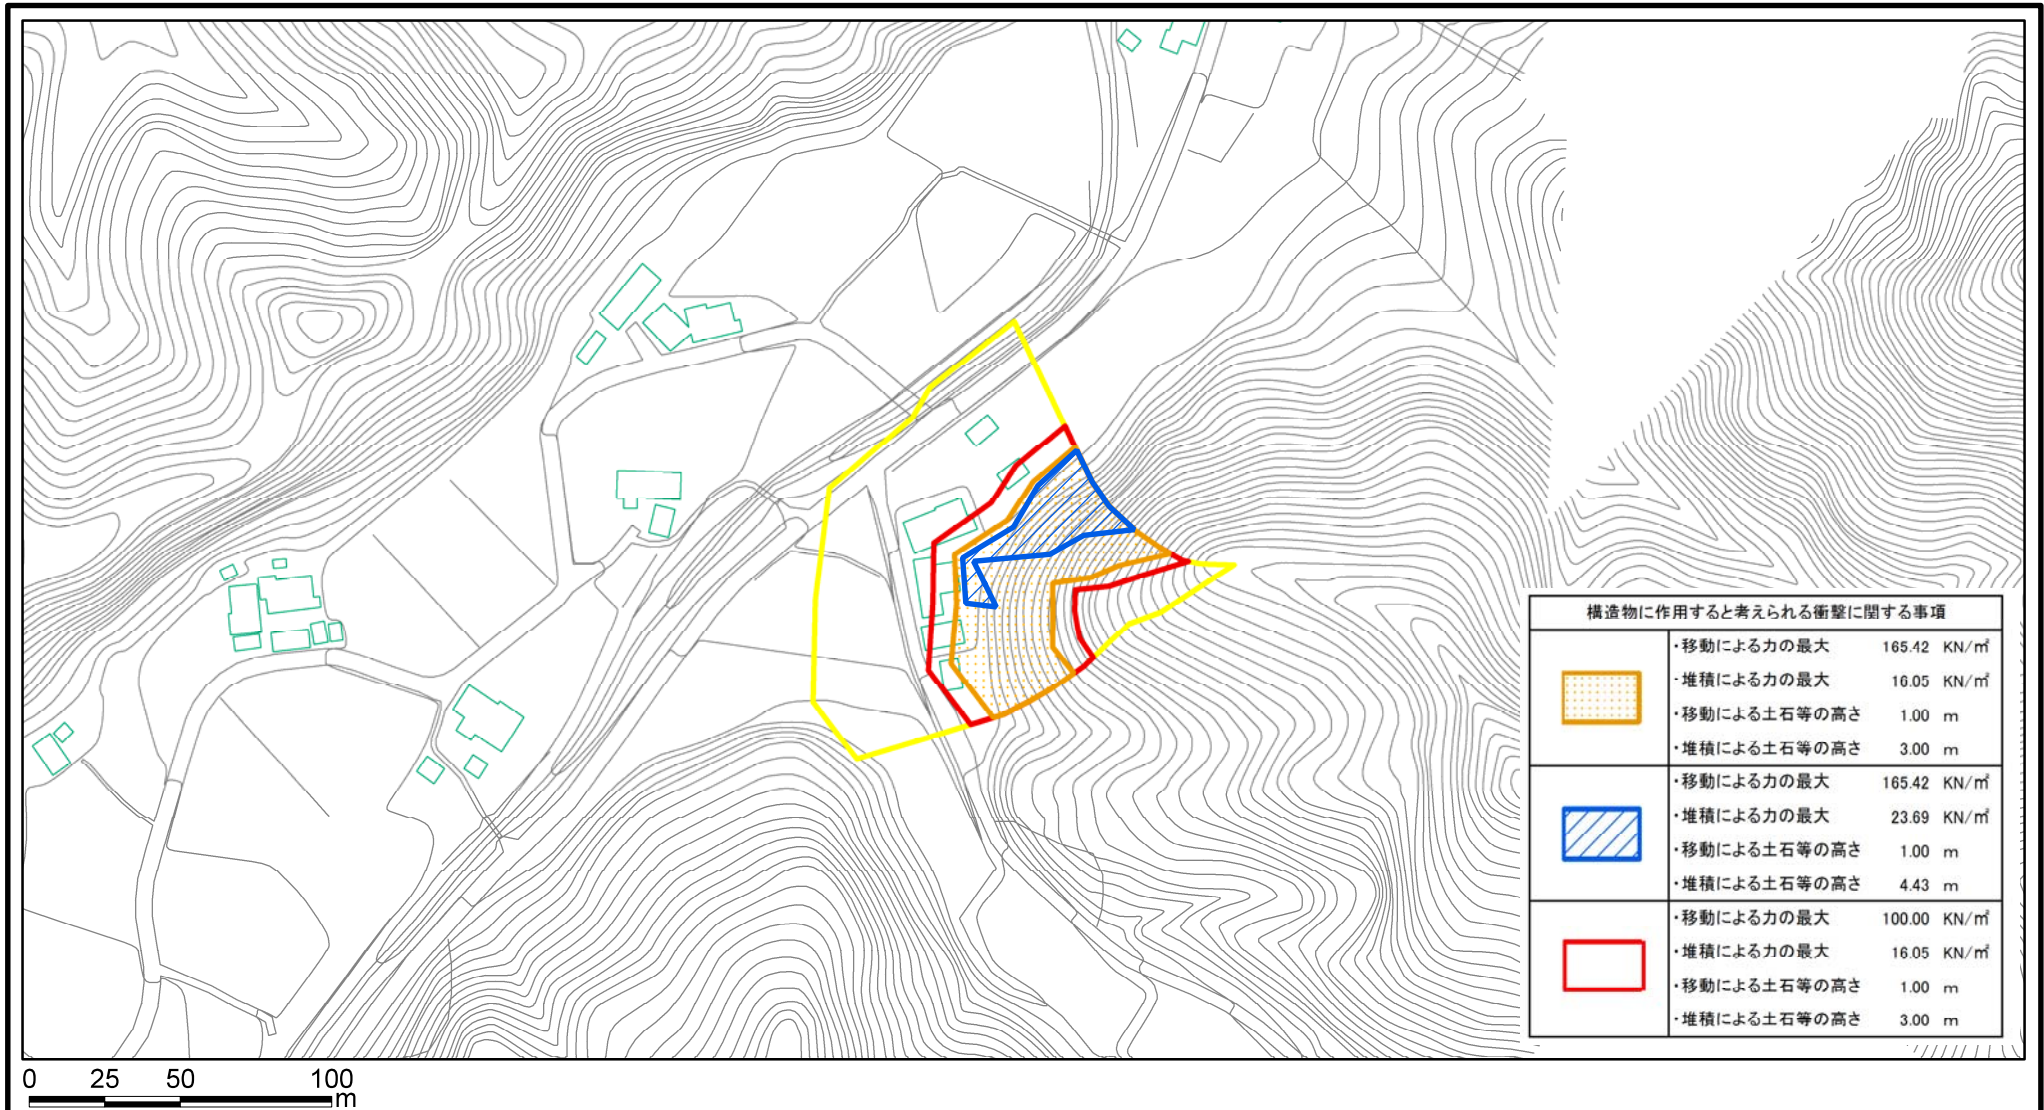 構造物に作用すると考えられる衝撃に関する事項
・移動による力の最大 165.42 KN/㎡
・堆積による力の最大 16.05 KN/㎡
・移動による土石等の高さ 1.00 m
・堆積による土石等の高さ 3.00 m
・移動による力の最大 165.42 KN/㎡
・堆積による力の最大 23.69 KN/㎡
・移動による土石等の高さ 1.00 m
・堆積による土石等の高さ 4.43 m
・移動による力の最大 100.00 KN/㎡
・堆積による力の最大 16.05 KN/㎡
・移動による土石等の高さ 1.00 m
・堆積による土石等の高さ 3.00 m
0 25 50 100
m